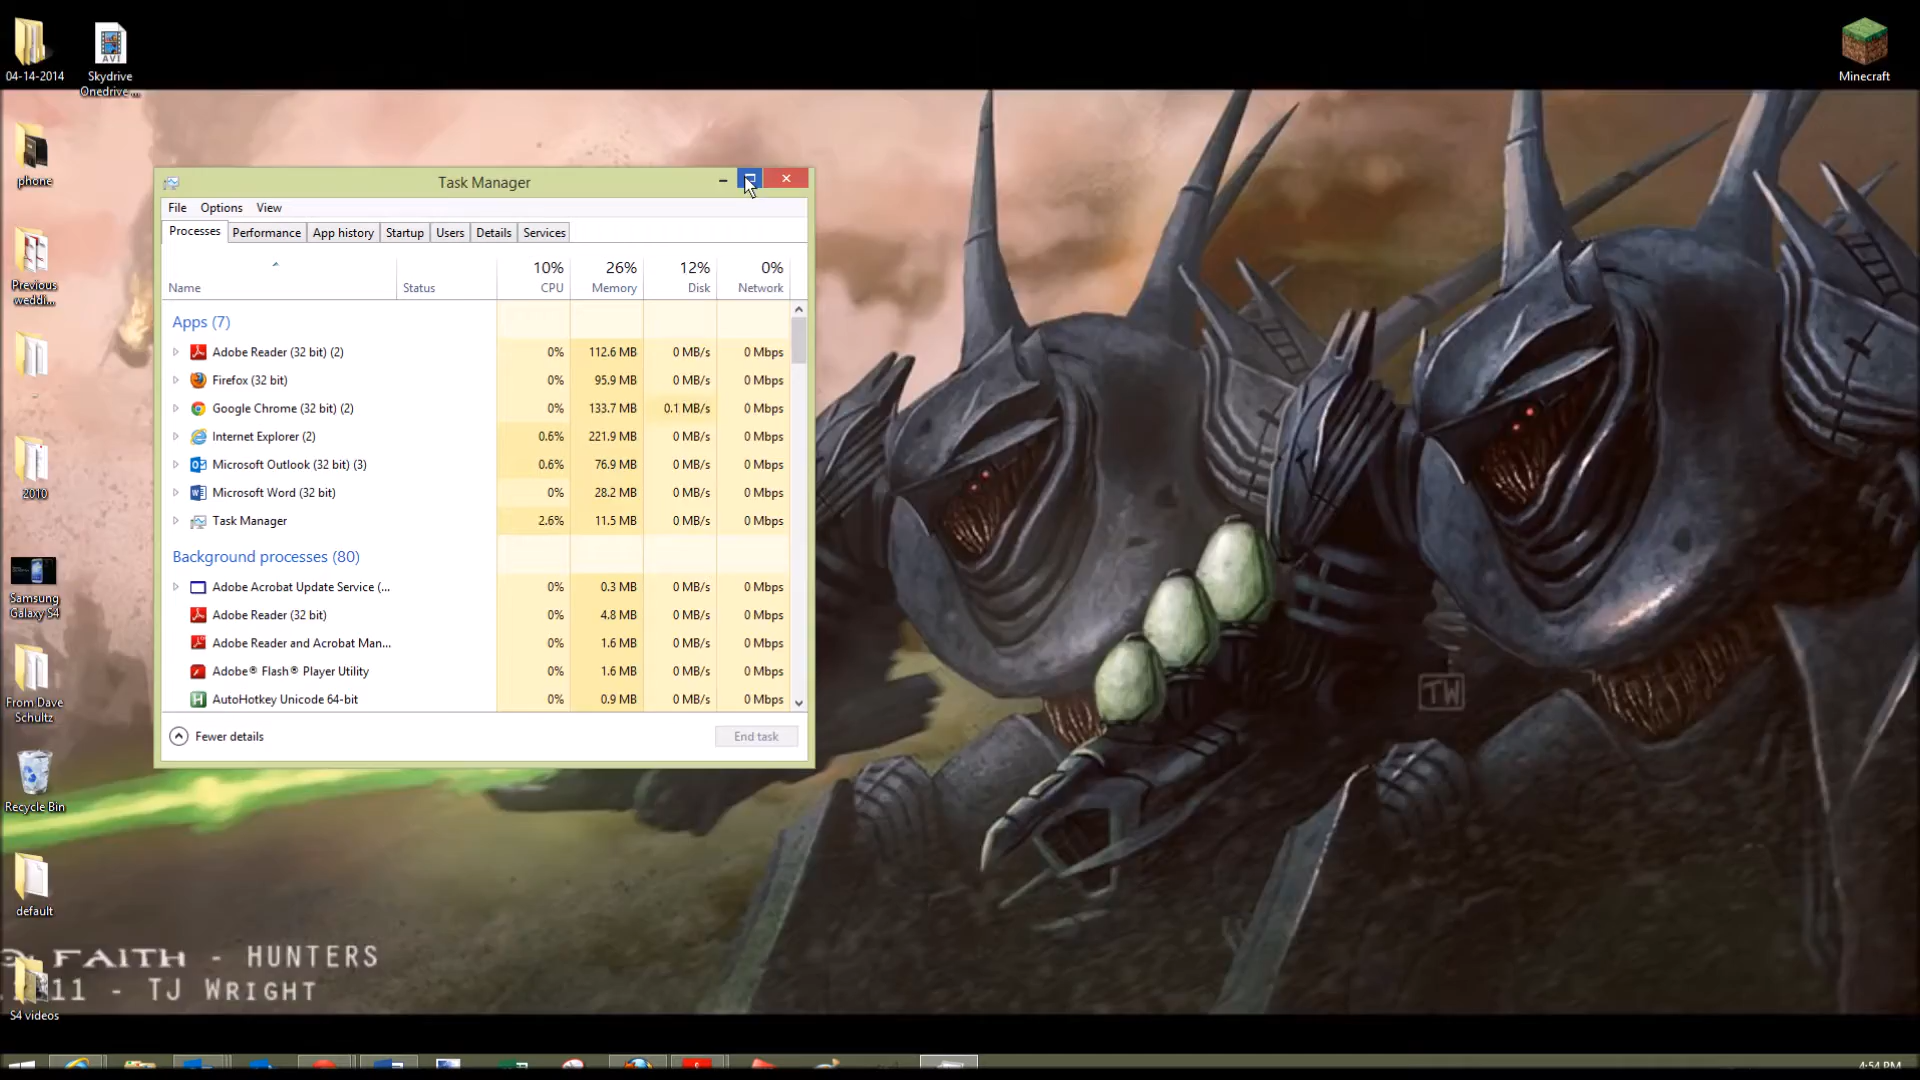 04-14-2014
Skydrive
Onedrive ...
Minecraft
phone
Previous
weddi...
2010
Samsung
Galaxy S4
From Dave
Schultz
Recycle Bin
default
S4 videos
Task Manager
File Options View
Processes Performance App history Startup Users Details Services
10% 26% 12% 0%
Name Status CPU Memory Disk Network
Apps (7)
Adobe Reader (32 bit) (2) 0% 112.6 MB 0 MB/s 0 Mbps
Firefox (32 bit) 0% 95.9 MB 0 MB/s 0 Mbps
Google Chrome (32 bit) (2) 0% 133.7 MB 0.1 MB/s 0 Mbps
Internet Explorer (2) 0.6% 221.9 MB 0 MB/s 0 Mbps
Microsoft Outlook (32 bit) (3) 0.6% 76.9 MB 0 MB/s 0 Mbps
Microsoft Word (32 bit) 0% 28.2 MB 0 MB/s 0 Mbps
Task Manager 2.6% 11.5 MB 0 MB/s 0 Mbps
Background processes (80)
Adobe Acrobat Update Service (... 0% 0.3 MB 0 MB/s 0 Mbps
Adobe Reader (32 bit) 0% 4.8 MB 0 MB/s 0 Mbps
Adobe Reader and Acrobat Man... 0% 1.6 MB 0 MB/s 0 Mbps
Adobe® Flash® Player Utility 0% 1.6 MB 0 MB/s 0 Mbps
AutoHotkey Unicode 64-bit 0% 0.9 MB 0 MB/s 0 Mbps
Fewer details End task
TW
FAITH - HUNTERS
11 - TJ WRIGHT
4:54 PM